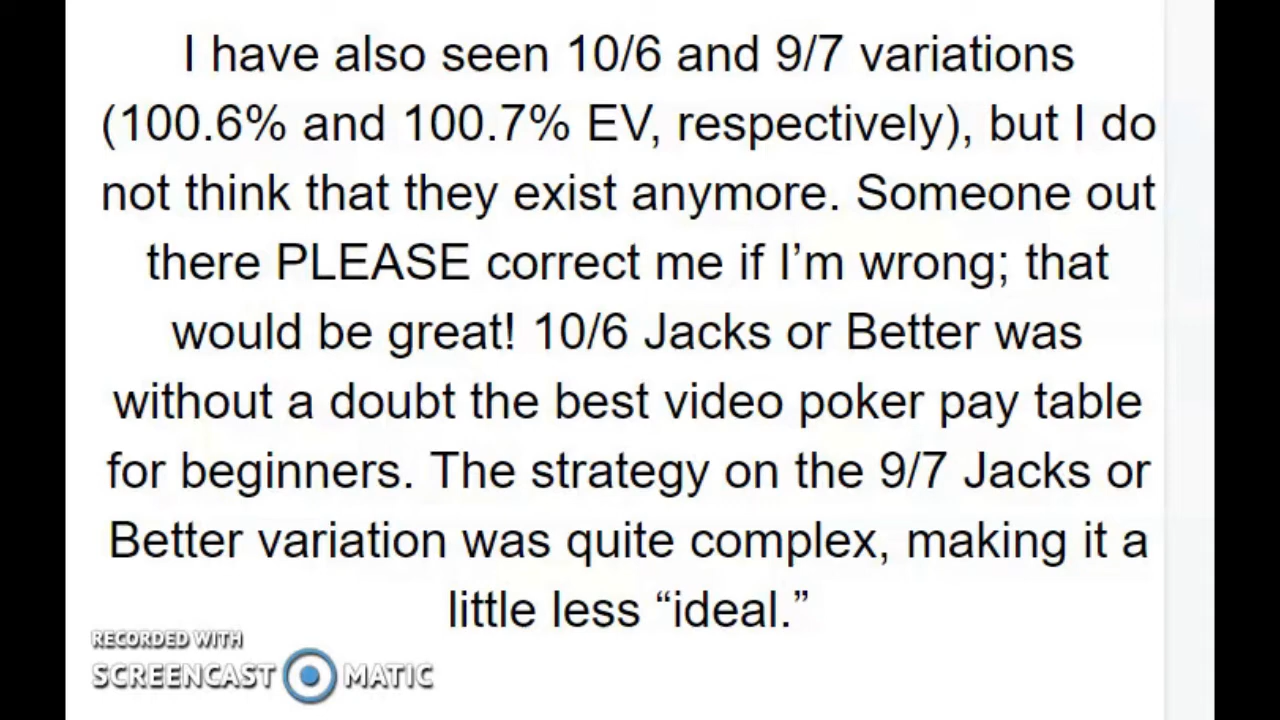 I have also seen 10/6 and 9/7 variations
(100.6% and 100.7% EV, respectively), but I do
not think that they exist anymore. Someone out
there PLEASE correct me if I’m wrong; that
would be great! 10/6 Jacks or Better was
without a doubt the best video poker pay table
for beginners. The strategy on the 9/7 Jacks or
Better variation was quite complex, making it a
little less “ideal.”
RECORDED WITH
SCREENCAST MATIC